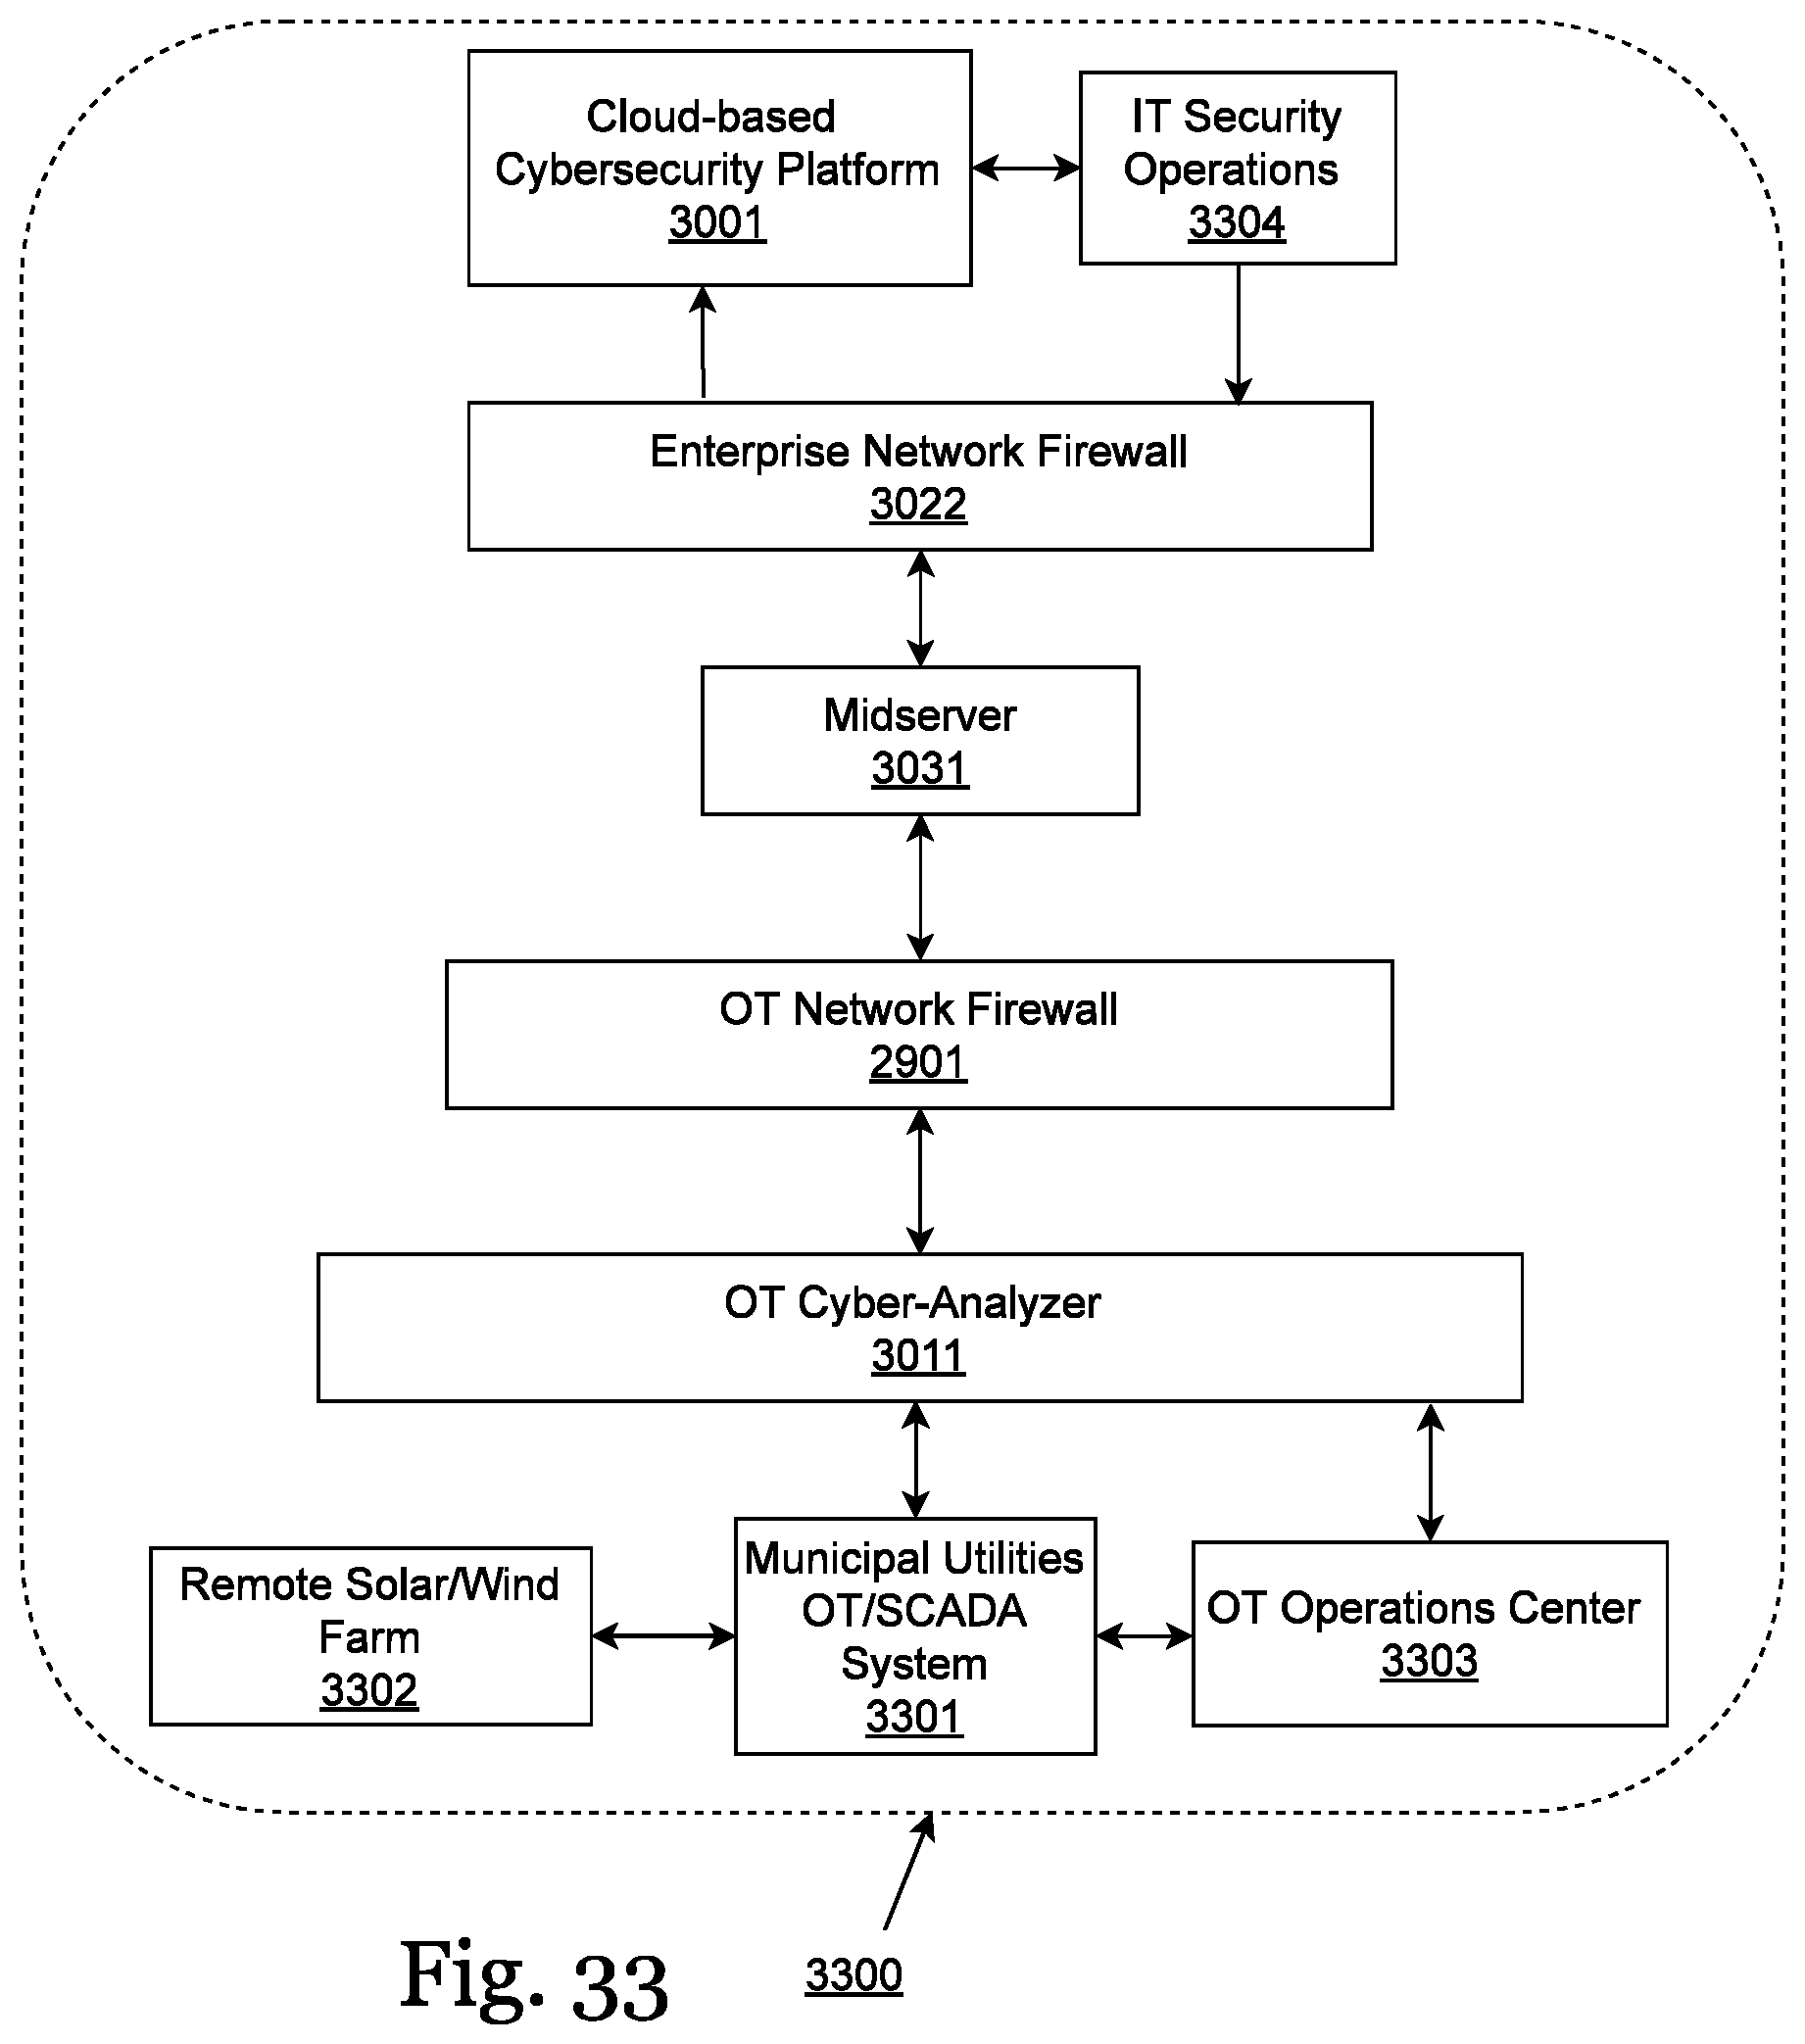 Cloud-based
Cybersecurity Platform
3001
IT Security
Operations
3304
Enterprise Network Firewall
3022
Midserver
3031
OT Network Firewall
2901
OT Cyber-Analyzer
3011
Remote Solar/Wind
Farm
3302
Municipal Utilities
OT/SCADA
System
3301
OT Operations Center
3303
Fig. 33
3300